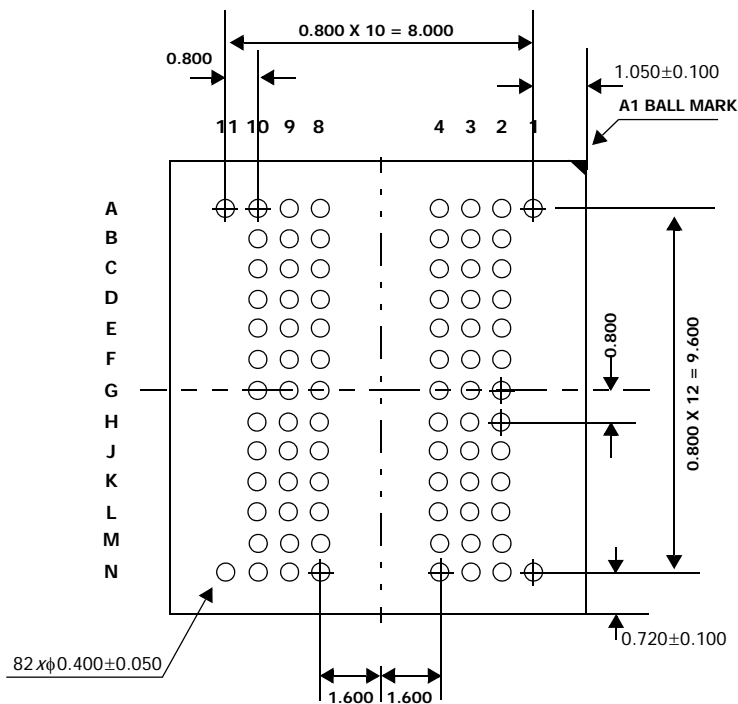 0.800 X 10 = 8.000
0.800
1.050±0.100
A1 BALL MARK
11 10 9 8 4 3 2 1
A
B
C
D
E
F
G
H
J
K
L
M
N
0.800
0.800 X 12 = 9.600
0.720±0.100
82 xϕ0.400±0.050
1.600 1.600